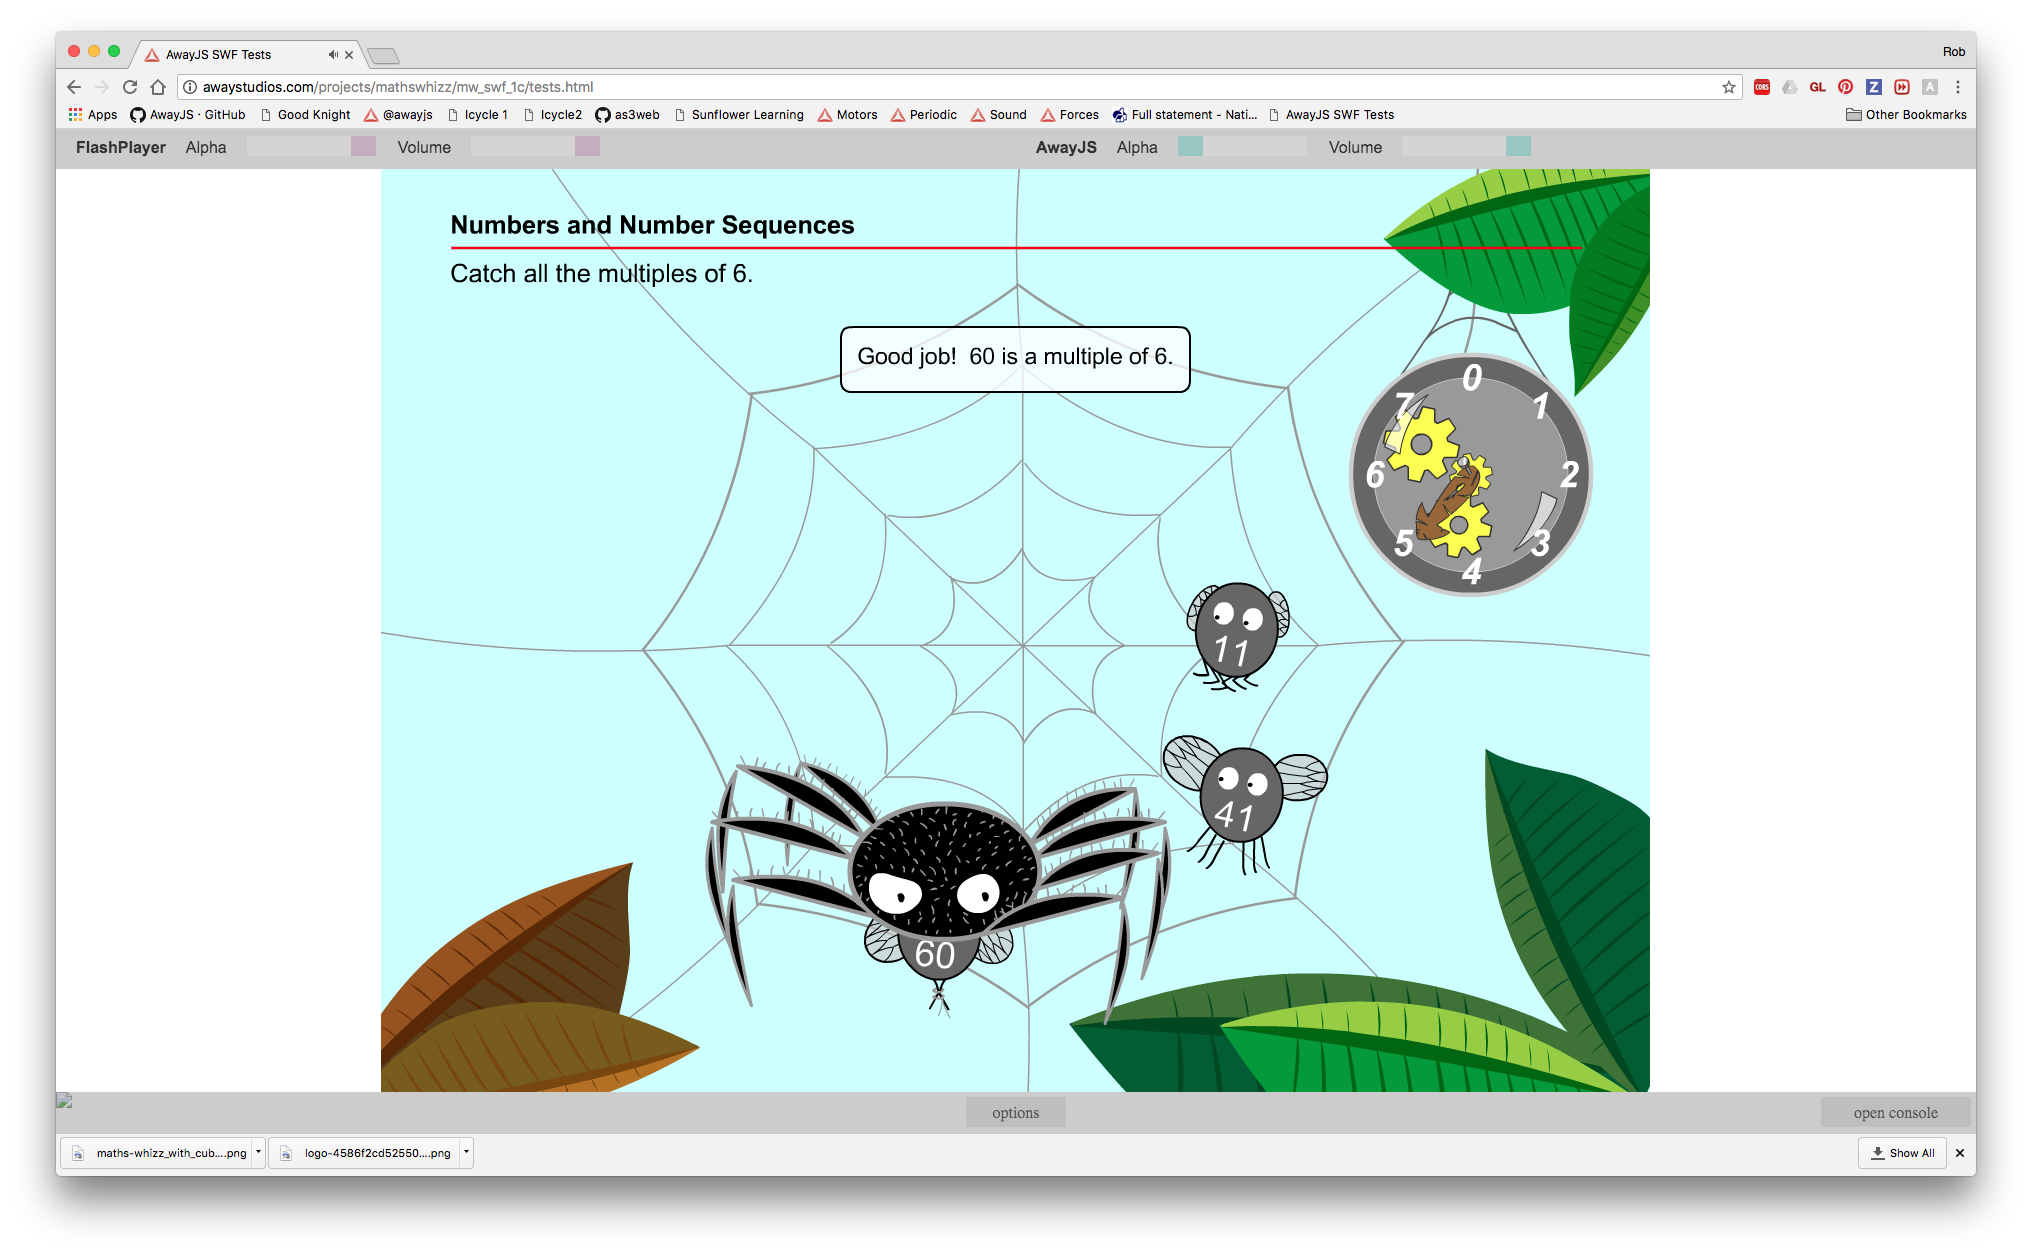 AwayJS SWF Tests
Rob
awaystudios.com/projects/mathswhizz/mw_swf_1c/tests.html
CORS
GL
Z
A
Apps
AwayJS · GitHub
Good Knight
@awayjs
Icycle 1
Icycle2
as3web
Sunflower Learning
Motors
Periodic
Sound
Forces
Full statement - Nati...
AwayJS SWF Tests
Other Bookmarks
FlashPlayer Alpha Volume
AwayJS Alpha Volume
Numbers and Number Sequences
Catch all the multiples of 6.
Good job!  60 is a multiple of 6.
0
1
2
3
4
5
6
7
11
41
60
options
open console
maths-whizz_with_cub....png
logo-4586f2cd52550....png
Show All